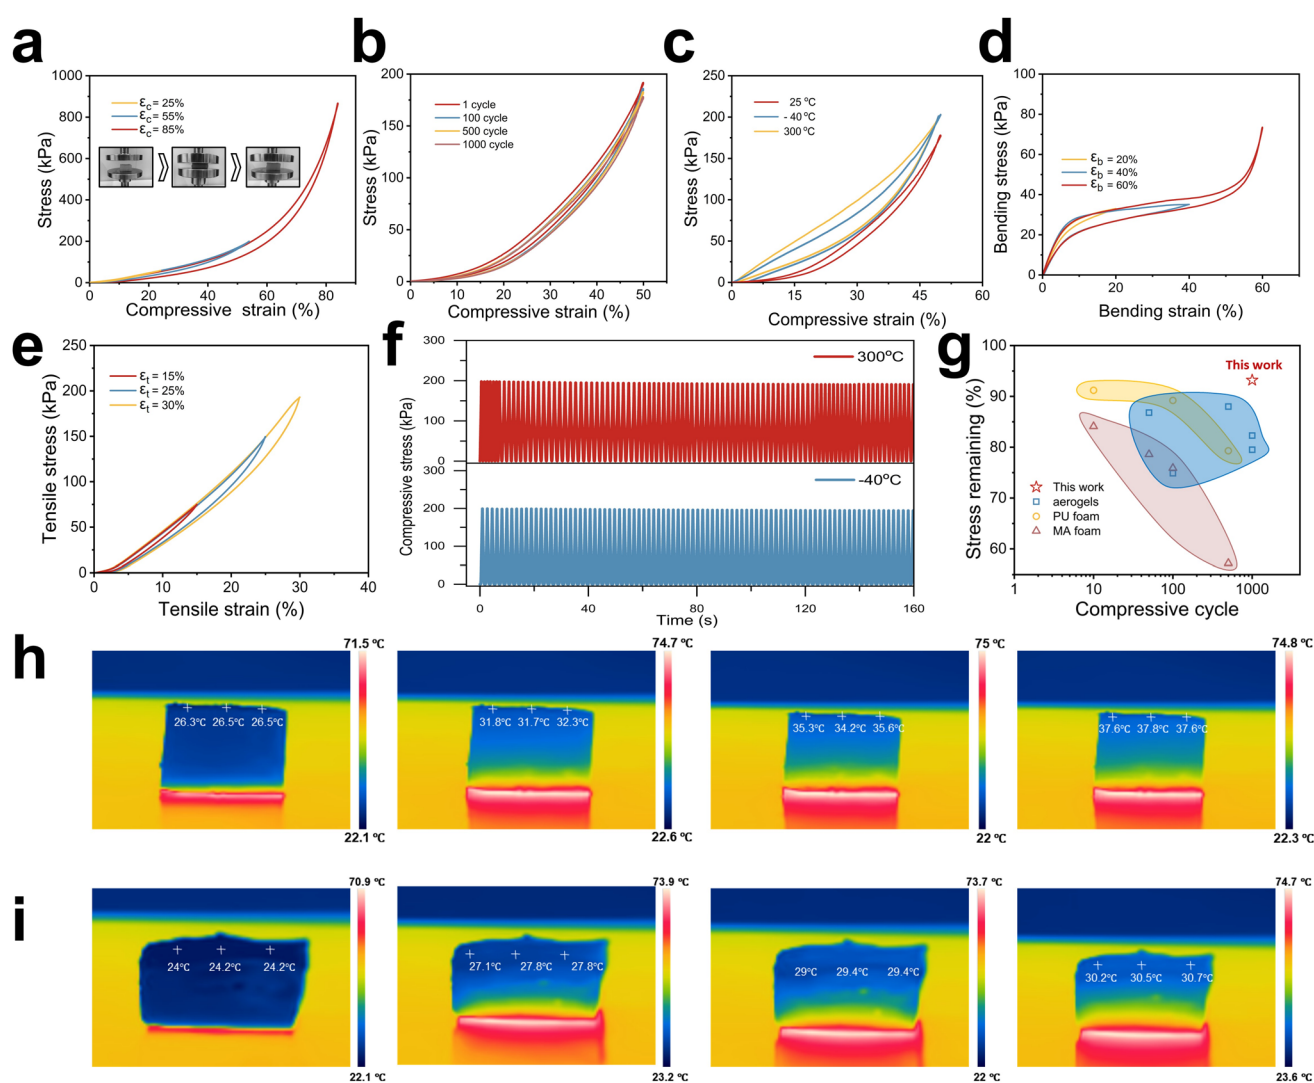 a
1000
800
600
400
200
0
Stress (kPa)
εc = 25%
εc = 55%
εc = 85%
0 20 40 60 80
Compressive strain (%)
b
200
150
100
50
0
Stress (kPa)
1 cycle
100 cycle
500 cycle
1000 cycle
0 10 20 30 40 50
Compressive strain (%)
c
250
200
150
100
50
0
Stress (kPa)
25 °C
- 40 °C
300 °C
0 15 30 45 60
Compressive strain (%)
d
100
80
60
40
20
0
Bending stress (kPa)
εb = 20%
εb = 40%
εb = 60%
0 20 40 60
Bending strain (%)
e
250
200
150
100
50
0
Tensile stress (kPa)
εt = 15%
εt = 25%
εt = 30%
0 10 20 30 40
Tensile strain (%)
f
300
200
100
0
300
200
100
0
Compressive stress (kPa)
300°C
-40°C
0 40 80 120 160
Time (s)
g
100
90
80
70
60
Stress remaining (%)
This work
This work
aerogels
PU foam
MA foam
1 10 100 1000
Compressive cycle
h
71.5 ℃
26.3°C 26.5°C 26.5°C
22.1 ℃
74.7 ℃
31.8°C 31.7°C 32.3°C
22.6 ℃
75 ℃
35.3°C 34.2°C 35.6°C
22 ℃
74.8 ℃
37.6°C 37.8°C 37.6°C
22.3 ℃
i
70.9 ℃
24°C 24.2°C 24.2°C
22.1 ℃
73.9 ℃
27.1°C 27.8°C 27.8°C
23.2 ℃
73.7 ℃
29°C 29.4°C 29.4°C
22 ℃
74.7 ℃
30.2°C 30.5°C 30.7°C
23.6 ℃